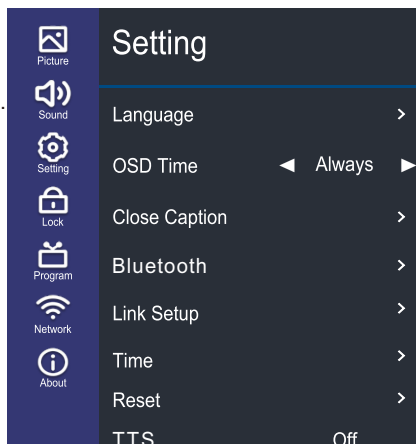 Picture
Sound
Setting
Lock
Program
Network
About
Setting
Language
OSD Time Always
Close Caption
Bluetooth
Link Setup
Time
Reset
TTS Off